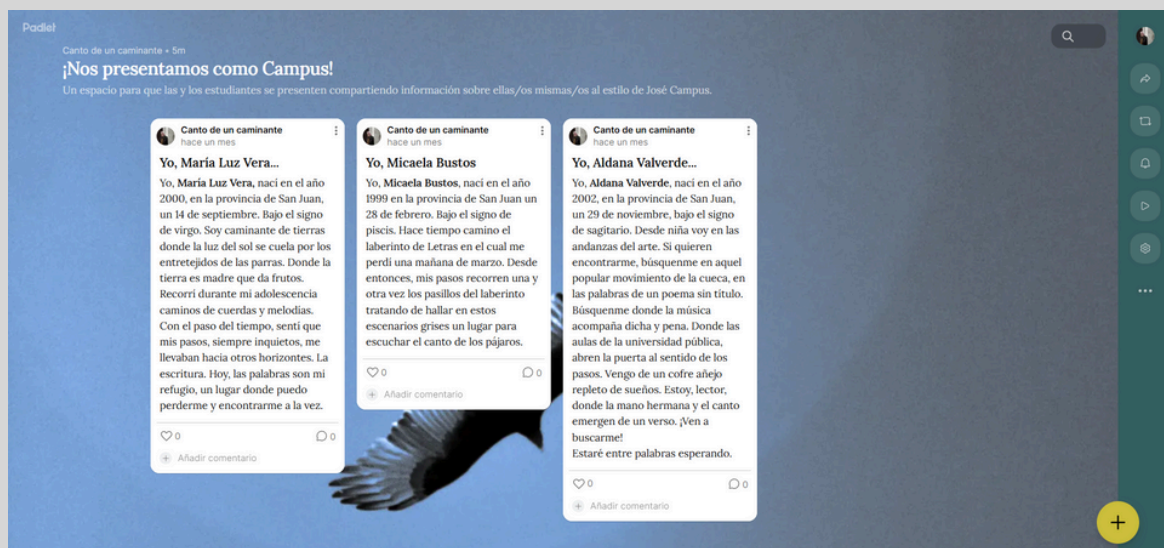 Padlet
Canto de un caminante • 5m
¡Nos presentamos como Campus!
Un espacio para que las y los estudiantes se presenten compartiendo información sobre ellas/os mismas/os al estilo de José Campus.
Canto de un caminante
hace un mes
Yo, María Luz Vera...
Yo, María Luz Vera, nací en el año
2000, en la provincia de San Juan,
un 14 de septiembre. Bajo el signo
de virgo. Soy caminante de tierras
donde la luz del sol se cuela por los
entretejidos de las parras. Donde la
tierra es madre que da frutos.
Recorrí durante mi adolescencia
caminos de cuerdas y melodías.
Con el paso del tiempo, sentí que
mis pasos, siempre inquietos, me
llevaban hacia otros horizontes. La
escritura. Hoy, las palabras son mi
refugio, un lugar donde puedo
perderme y encontrarme a la vez.
0
0
Añadir comentario
Canto de un caminante
hace un mes
Yo, Micaela Bustos
Yo, Micaela Bustos, nací en el año
1999 en la provincia de San Juan un
28 de febrero. Bajo el signo de
piscis. Hace tiempo camino el
laberinto de Letras en el cual me
perdí una mañana de marzo. Desde
entonces, mis pasos recorren una y
otra vez los pasillos del laberinto
tratando de hallar en estos
escenarios grises un lugar para
escuchar el canto de los pájaros.
0
0
Añadir comentario
Canto de un caminante
hace un mes
Yo, Aldana Valverde...
Yo, Aldana Valverde, nací en el año
2002, en la provincia de San Juan,
un 29 de noviembre, bajo el signo
de sagitario. Desde niña voy en las
andanzas del arte. Si quieren
encontrarme, búsquenme en aquel
popular movimiento de la cueca, en
las palabras de un poema sin título.
Búsquenme donde la música
acompaña dicha y pena. Donde las
aulas de la universidad pública,
abren la puerta al sentido de los
pasos. Vengo de un cofre añejo
repleto de sueños. Estoy, lector,
donde la mano hermana y el canto
emergen de un verso. ¡Ven a
buscarme!
Estaré entre palabras esperando.
0
0
Añadir comentario